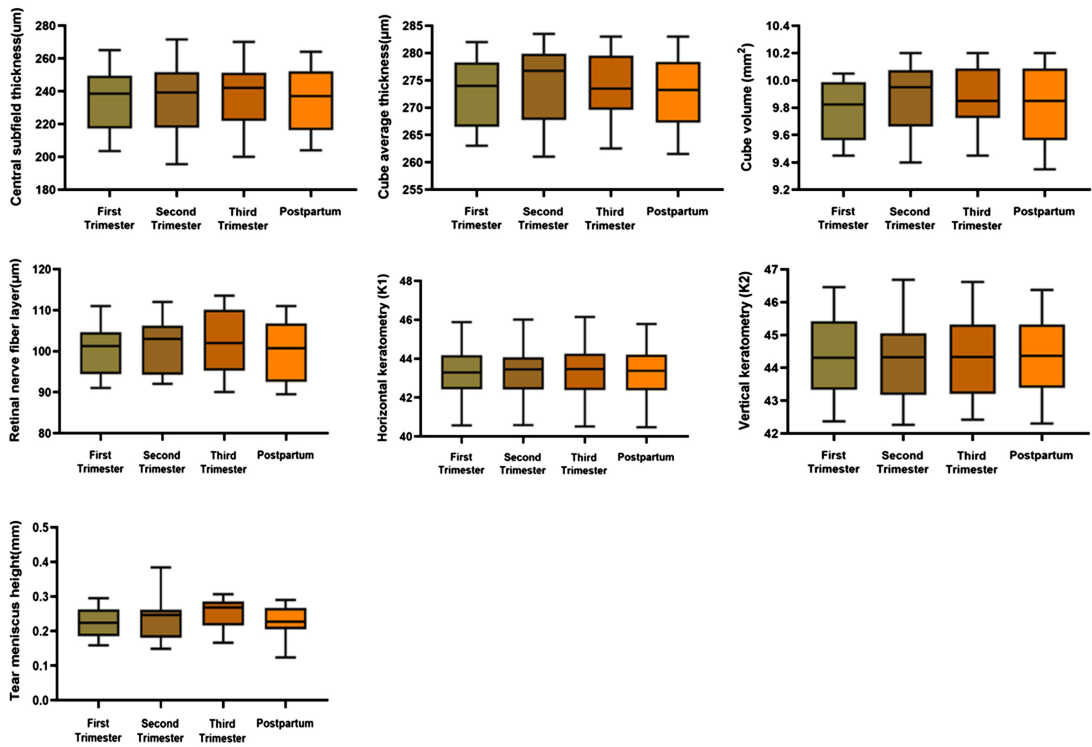 Central subfield thickness(um)
280
260
240
220
200
180
First
Trimester
Second
Trimester
Third
Trimester
Postpartum
Cube average thickness(μm)
285
280
275
270
265
260
255
First
Trimester
Second
Trimester
Third
Trimester
Postpartum
Cube volume (mm²)
10.4
10.2
10.0
9.8
9.6
9.4
9.2
First
Trimester
Second
Trimester
Third
Trimester
Postpartum
Retinal nerve fiber layer(μm)
120
110
100
90
80
First
Trimester
Second
Trimester
Third
Trimester
Postpartum
Horizontal keratometry (K1)
48
46
44
42
40
First
Trimester
Second
Trimester
Third
Trimester
Postpartum
Vertical keratometry (K2)
47
46
45
44
43
42
First
Trimester
Second
Trimester
Third
Trimester
Postpartum
Tear meniscus height(mm)
0.5
0.4
0.3
0.2
0.1
0.0
First
Trimester
Second
Trimester
Third
Trimester
Postpartum